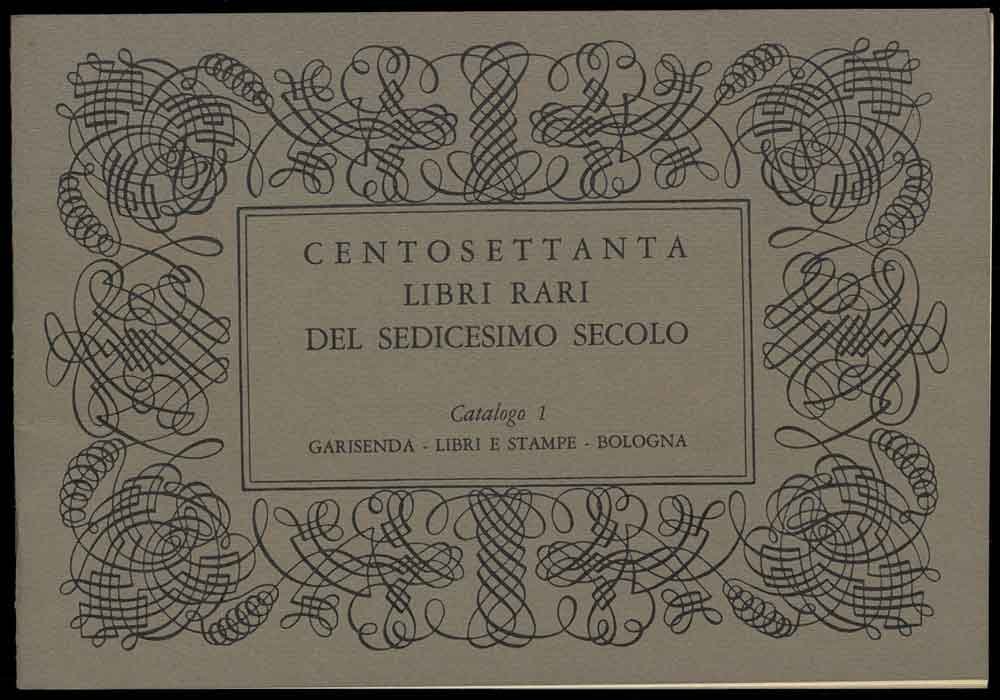 CENTOSETTANTA
LIBRI RARI
DEL SEDICESIMO SECOLO
Catalogo 1
GARISENDA - LIBRI E STAMPE - BOLOGNA